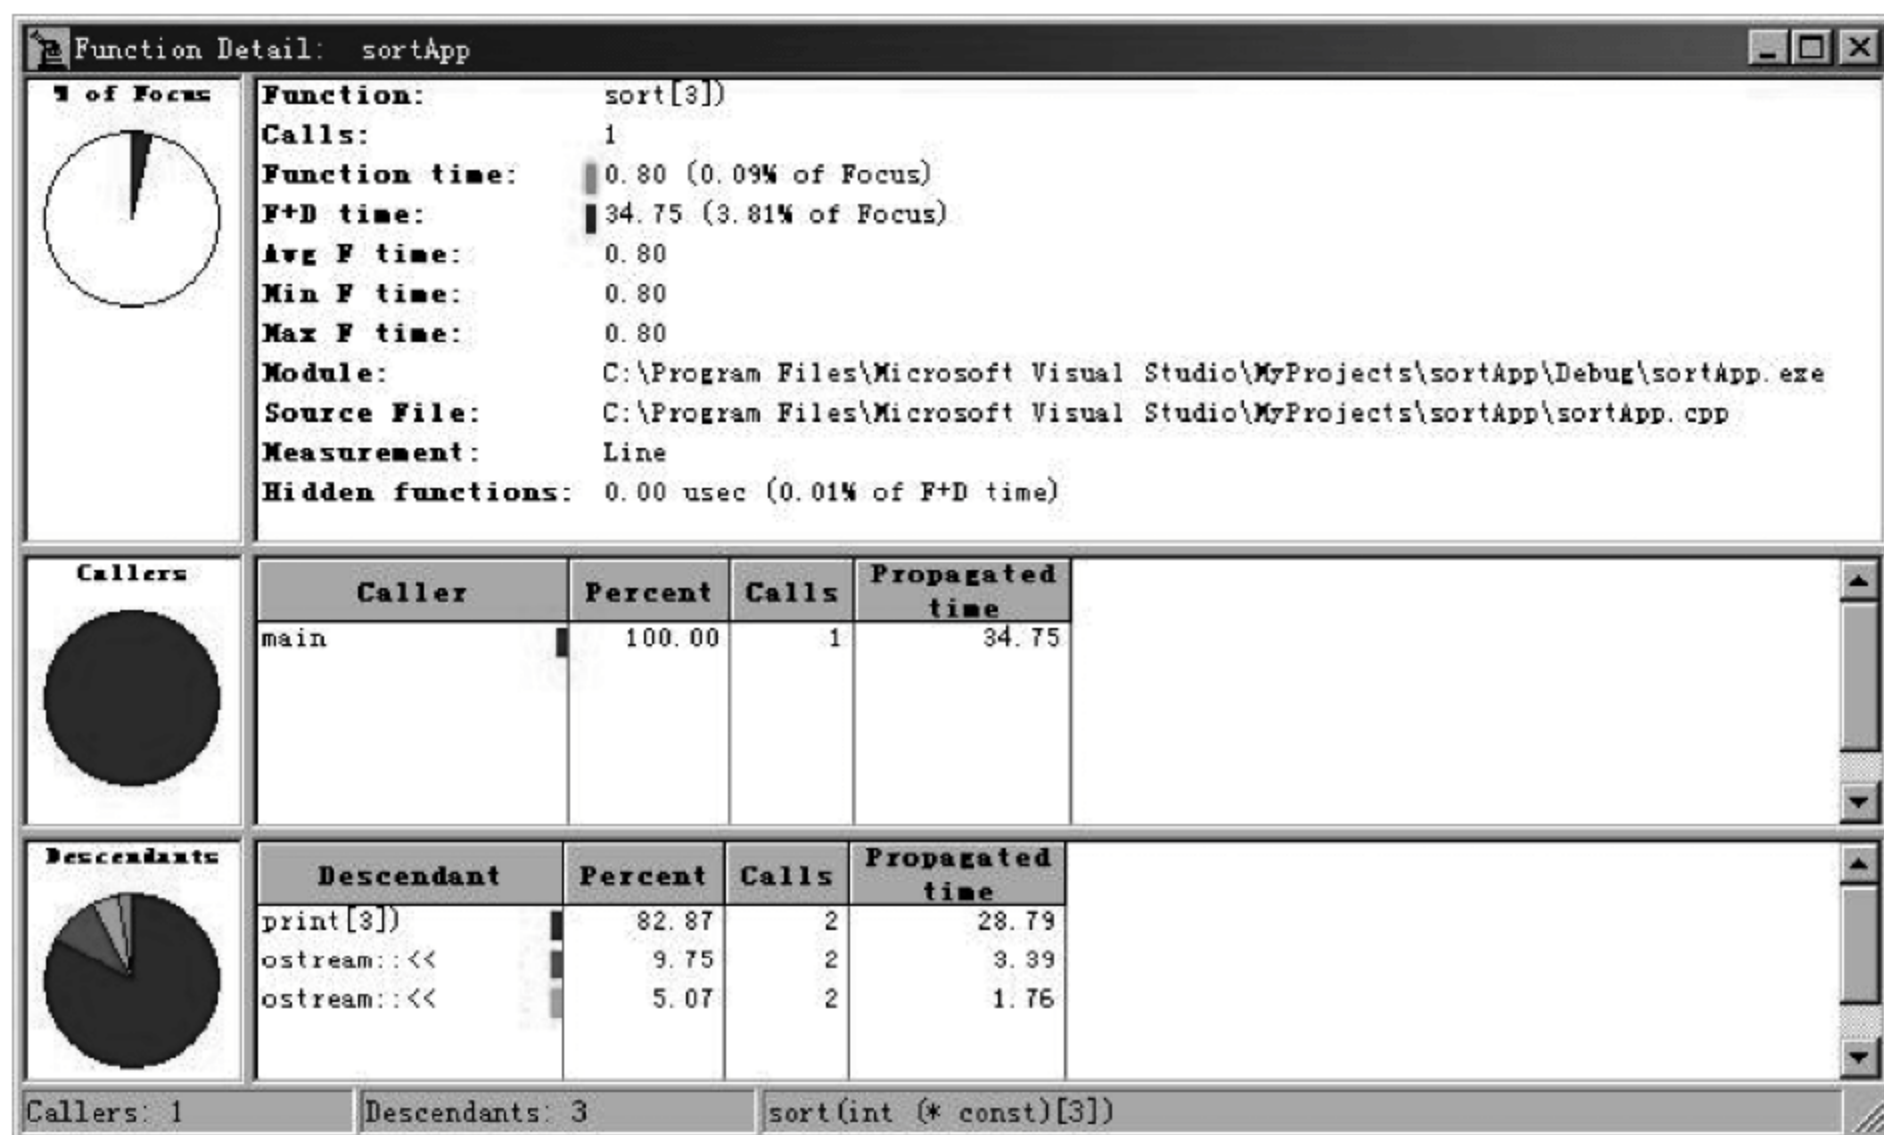 Function Detail: sortApp
% of Focus
Function: sort[3])
Calls: 1
Function time: 0.80 (0.09% of Focus)
F+D time: 34.75 (3.81% of Focus)
Avg F time: 0.80
Min F time: 0.80
Max F time: 0.80
Module: C:\Program Files\Microsoft Visual Studio\MyProjects\sortApp\Debug\sortApp.exe
Source File: C:\Program Files\Microsoft Visual Studio\MyProjects\sortApp\sortApp.cpp
Measurement: Line
Hidden functions: 0.00 usec (0.01% of F+D time)
Callers
Caller Percent Calls Propagated time
main 100.00 1 34.75
Descendants
Descendant Percent Calls Propagated time
print[3]) 82.87 2 28.79
ostream::<< 9.75 2 3.39
ostream::<< 5.07 2 1.76
Callers: 1 Descendants: 3 sort(int (* const)[3])